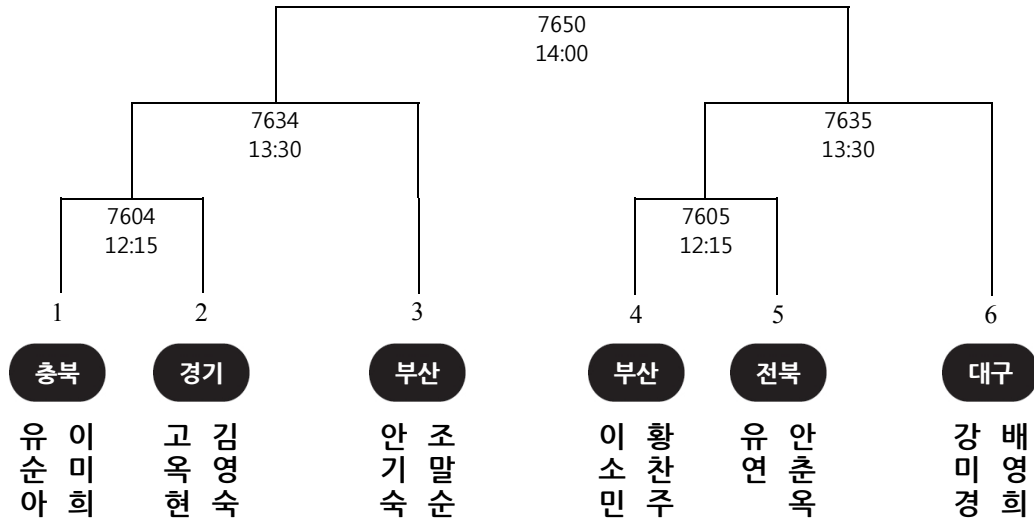 7650
14:00
7634
13:30
7635
13:30
7604
12:15
7605
12:15
1
2
3
4
5
6
충북
경기
부산
부산
전북
대구
유순아
이미희
고옥현
김영숙
안기숙
조말순
이소민
황찬주
유연
안춘옥
강미경
배영희